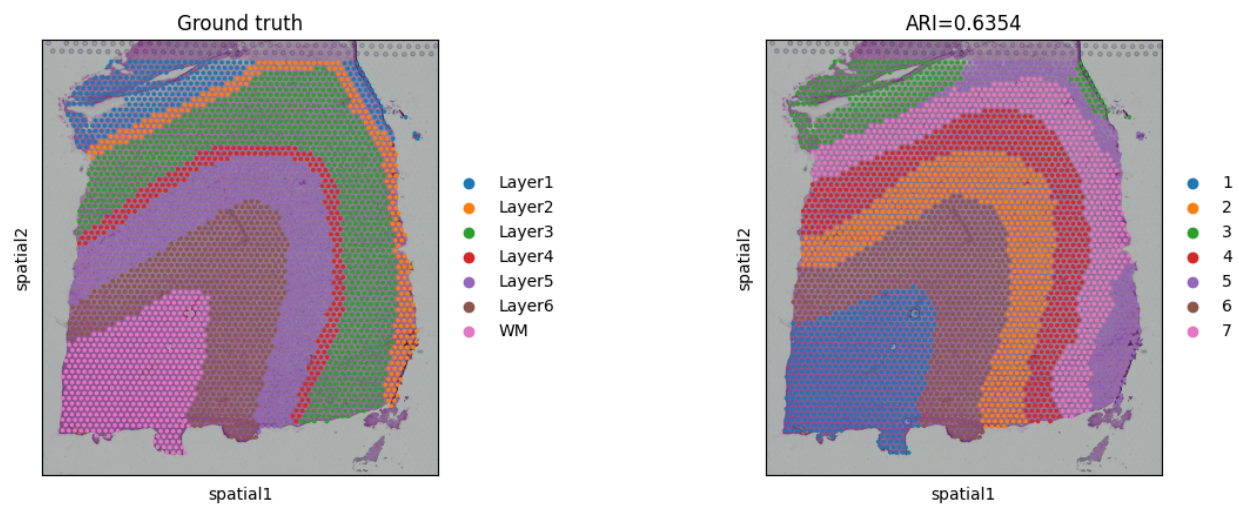 Ground truth
spatial2
spatial1
Layer1
Layer2
Layer3
Layer4
Layer5
Layer6
WM
ARI=0.6354
spatial2
spatial1
1
2
3
4
5
6
7